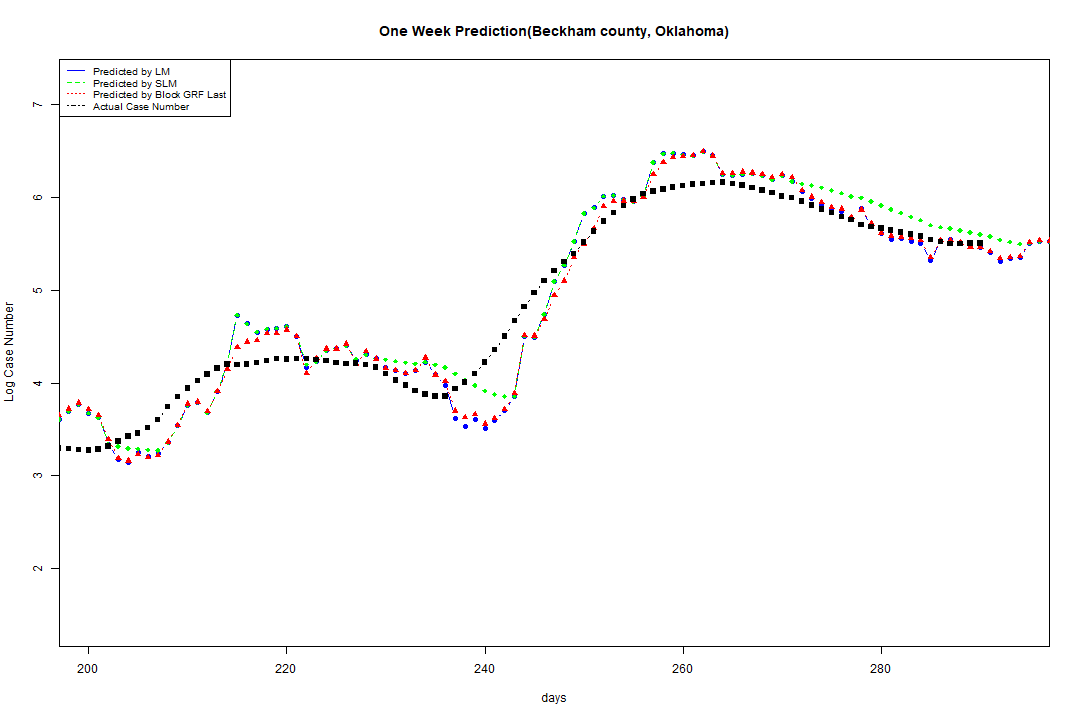 One Week Prediction(Beckham county, Oklahoma)
Predicted by LM
Predicted by SLM
Predicted by Block GRF Last
Actual Case Number
7
6
5
4
3
2
Log Case Number
200 220 240 260 280
days